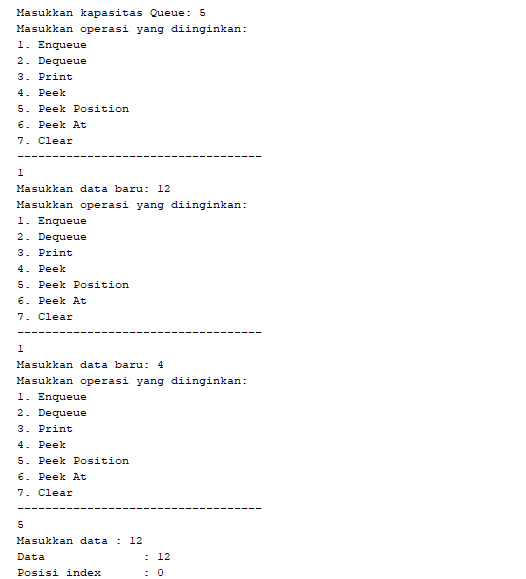 Masukkan kapasitas Queue: 5
Masukkan operasi yang diinginkan:
1. Enqueue
2. Dequeue
3. Print
4. Peek
5. Peek Position
6. Peek At
7. Clear
-----------------------------------
1
Masukkan data baru: 12
Masukkan operasi yang diinginkan:
1. Enqueue
2. Dequeue
3. Print
4. Peek
5. Peek Position
6. Peek At
7. Clear
-----------------------------------
1
Masukkan data baru: 4
Masukkan operasi yang diinginkan:
1. Enqueue
2. Dequeue
3. Print
4. Peek
5. Peek Position
6. Peek At
7. Clear
-----------------------------------
5
Masukkan data : 12
Data              : 12
Posisi index      : 0